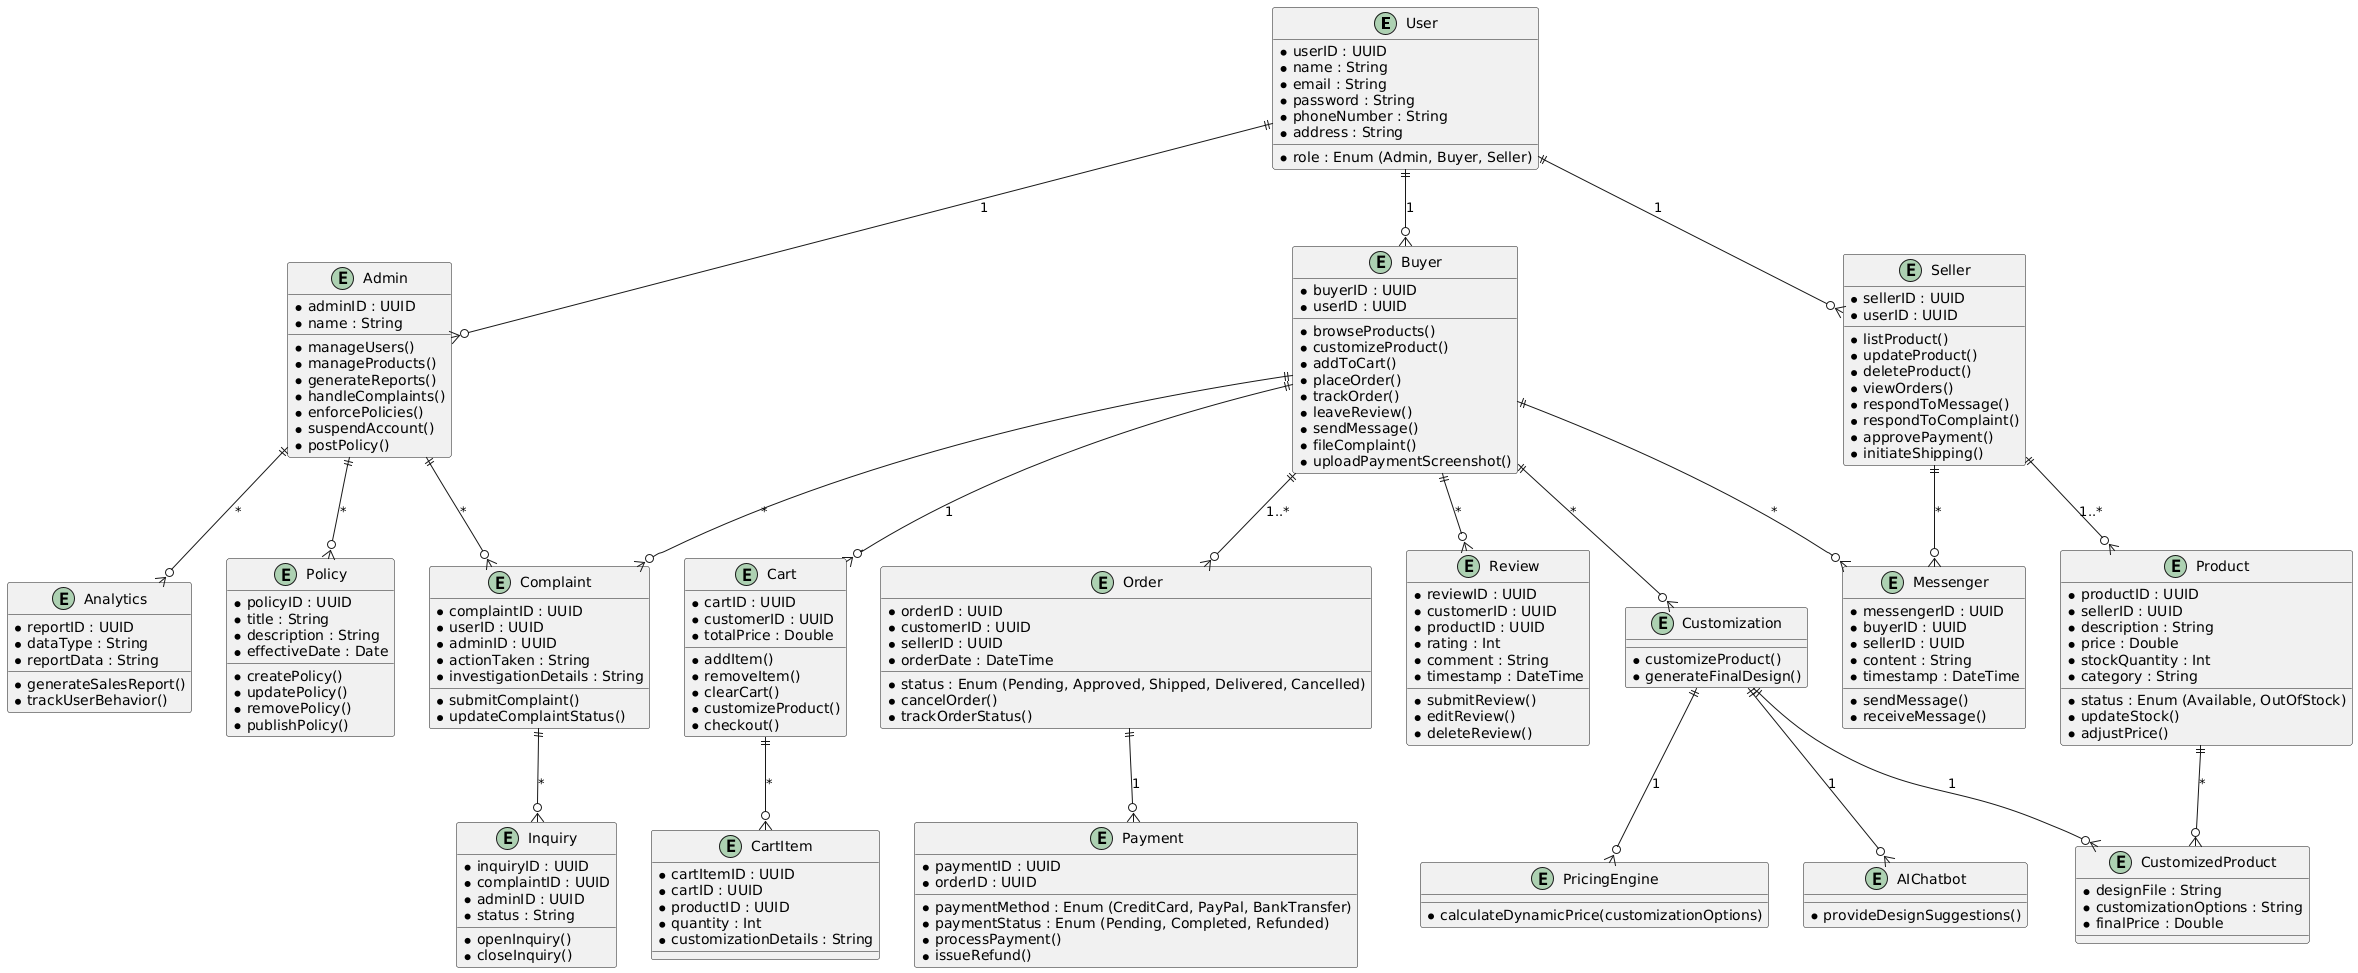 E User
userID : UUID
name : String
email : String
password : String
phoneNumber : String
address : String
role : Enum (Admin, Buyer, Seller)
1
1
1
E Admin
adminID : UUID
name : String
manageUsers()
manageProducts()
generateReports()
handleComplaints()
enforcePolicies()
suspendAccount()
postPolicy()
E Buyer
buyerID : UUID
userID : UUID
browseProducts()
customizeProduct()
addToCart()
placeOrder()
trackOrder()
leaveReview()
sendMessage()
fileComplaint()
uploadPaymentScreenshot()
E Seller
sellerID : UUID
userID : UUID
listProduct()
updateProduct()
deleteProduct()
viewOrders()
respondToMessage()
respondToComplaint()
approvePayment()
initiateShipping()
*
*
*
*
1
1..*
*
*
*
*
1..*
E Analytics
reportID : UUID
dataType : String
reportData : String
generateSalesReport()
trackUserBehavior()
E Policy
policyID : UUID
title : String
description : String
effectiveDate : Date
createPolicy()
updatePolicy()
removePolicy()
publishPolicy()
E Complaint
complaintID : UUID
userID : UUID
adminID : UUID
actionTaken : String
investigationDetails : String
submitComplaint()
updateComplaintStatus()
E Cart
cartID : UUID
customerID : UUID
totalPrice : Double
addItem()
removeItem()
clearCart()
customizeProduct()
checkout()
E Order
orderID : UUID
customerID : UUID
sellerID : UUID
orderDate : DateTime
status : Enum (Pending, Approved, Shipped, Delivered, Cancelled)
cancelOrder()
trackOrderStatus()
E Review
reviewID : UUID
customerID : UUID
productID : UUID
rating : Int
comment : String
timestamp : DateTime
submitReview()
editReview()
deleteReview()
E Customization
customizeProduct()
generateFinalDesign()
E Messenger
messengerID : UUID
buyerID : UUID
sellerID : UUID
content : String
timestamp : DateTime
sendMessage()
receiveMessage()
E Product
productID : UUID
sellerID : UUID
description : String
price : Double
stockQuantity : Int
category : String
status : Enum (Available, OutOfStock)
updateStock()
adjustPrice()
*
*
1
1
1
1
*
E Inquiry
inquiryID : UUID
complaintID : UUID
adminID : UUID
status : String
openInquiry()
closeInquiry()
E CartItem
cartItemID : UUID
cartID : UUID
productID : UUID
quantity : Int
customizationDetails : String
E Payment
paymentID : UUID
orderID : UUID
paymentMethod : Enum (CreditCard, PayPal, BankTransfer)
paymentStatus : Enum (Pending, Completed, Refunded)
processPayment()
issueRefund()
E PricingEngine
calculateDynamicPrice(customizationOptions)
E AIChatbot
provideDesignSuggestions()
E CustomizedProduct
designFile : String
customizationOptions : String
finalPrice : Double